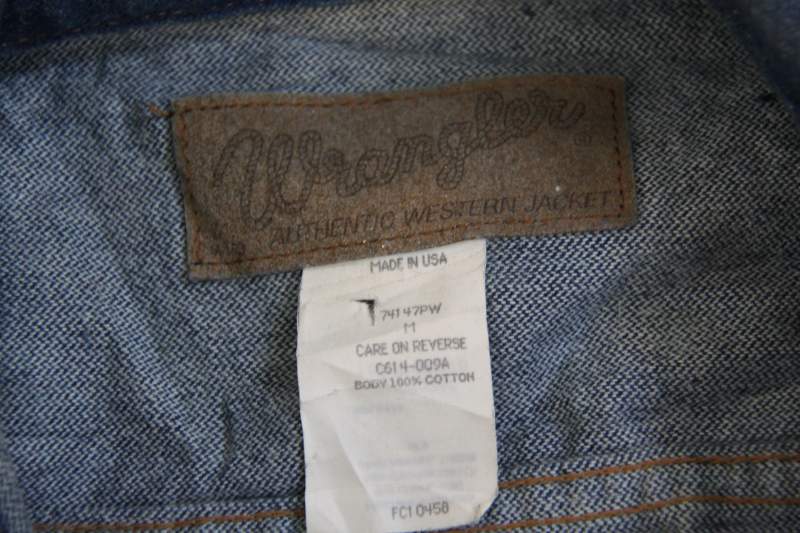 Wrangler®
AUTHENTIC WESTERN JACKET
MADE IN USA
74147PW
M
CARE ON REVERSE
C614-009A
BODY 100% COTTON
FC10458